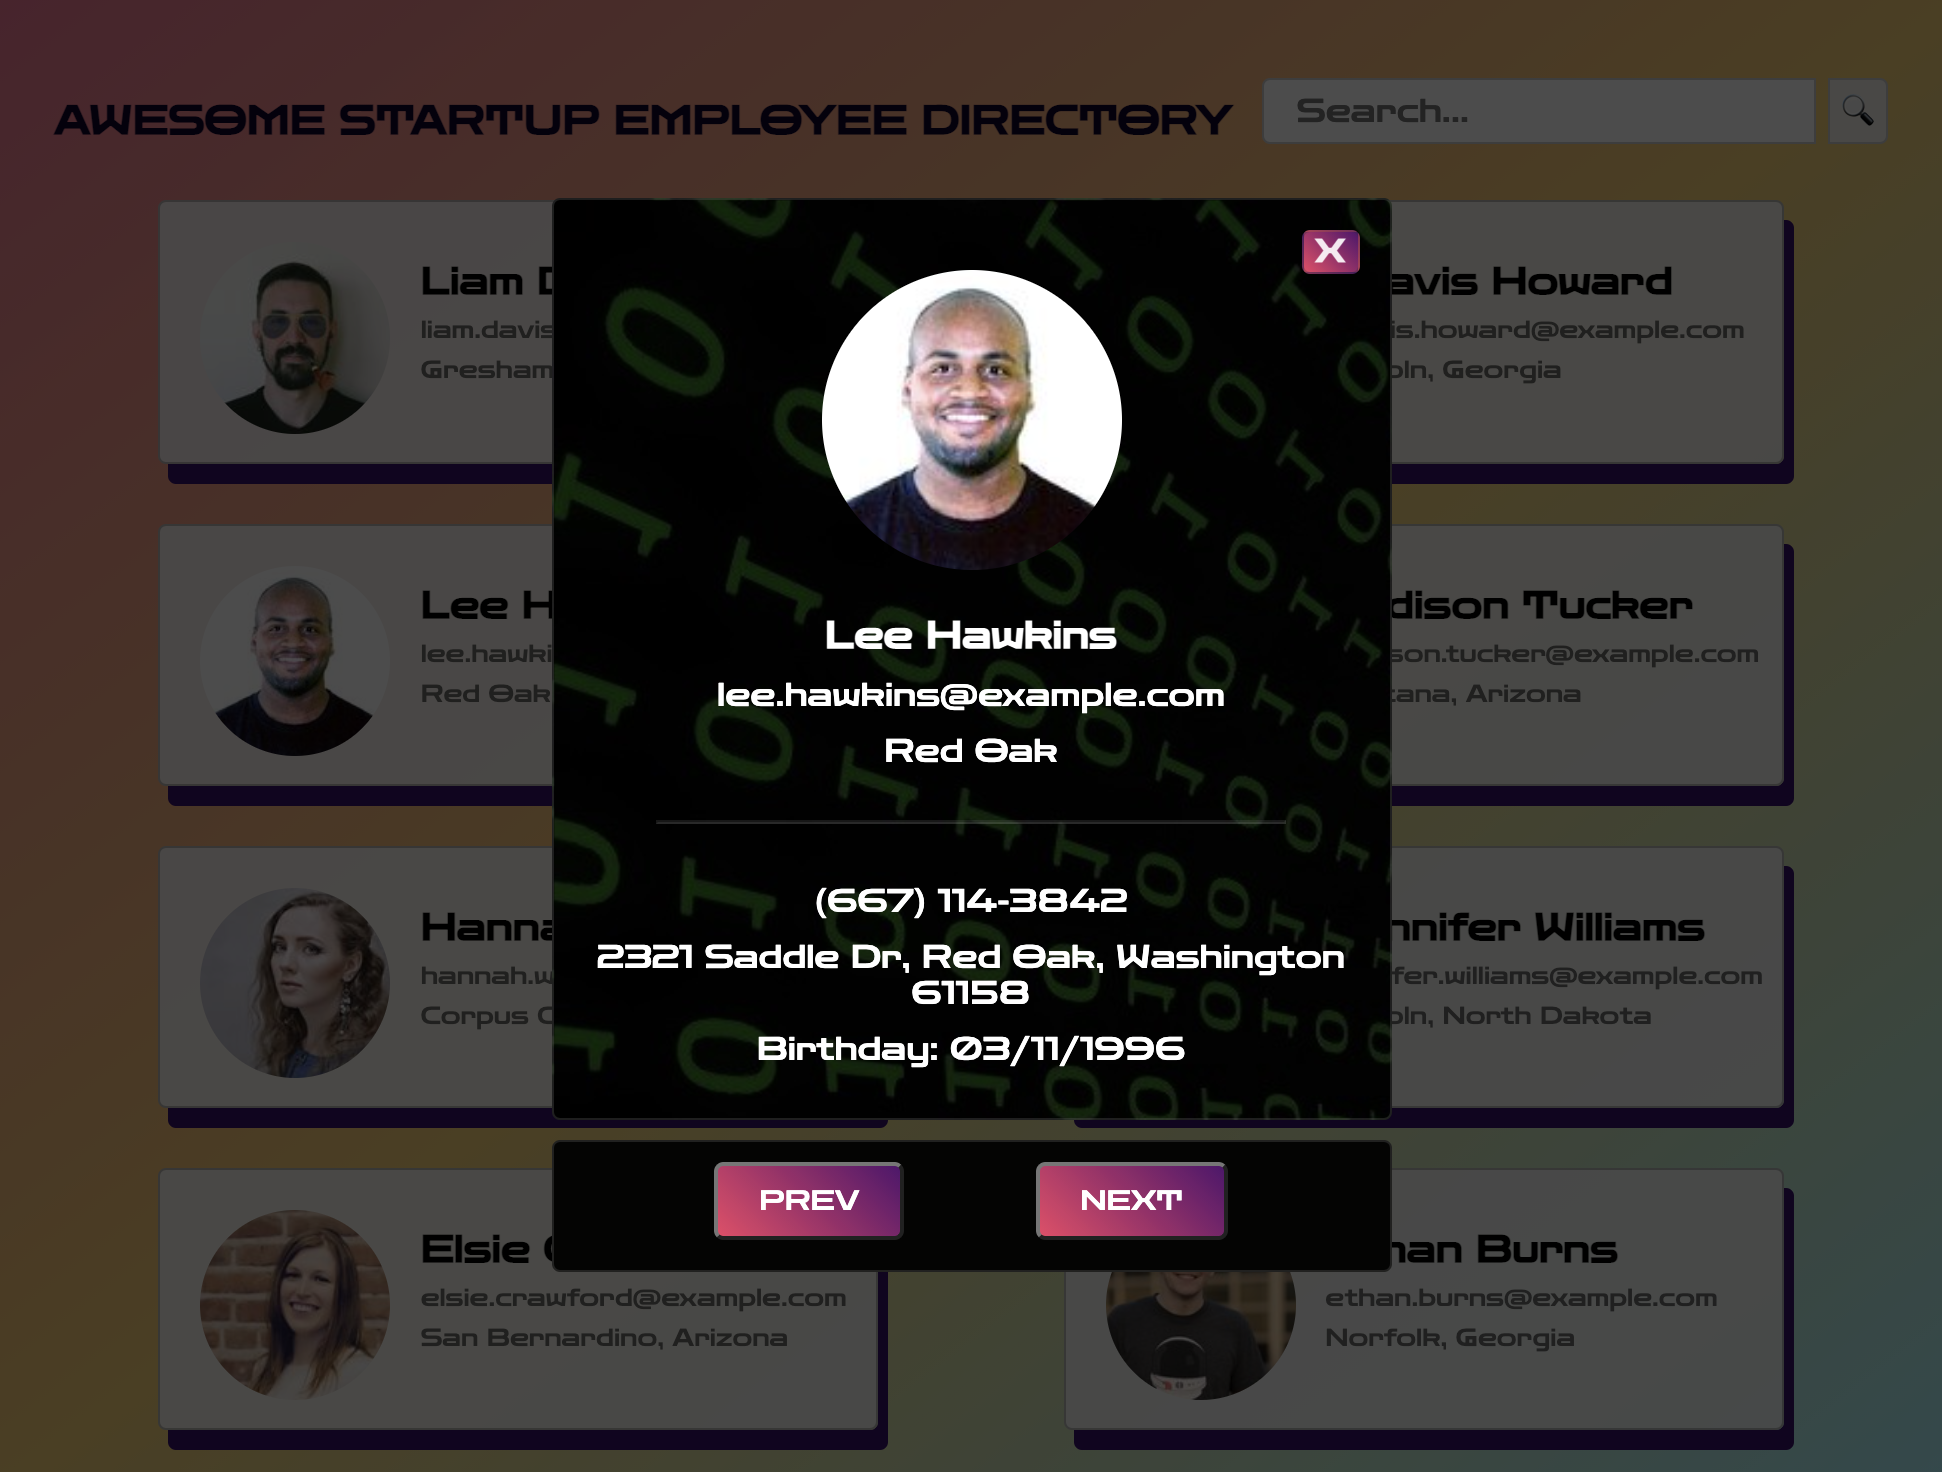 AWESOME STARTUP EMPLOYEE DIRECTORY
Search...
Liam
liam.davis
Gresham
avis Howard
is.howard@example.com
oln, Georgia
X
Lee Hawkins
lee.hawkins@example.com
Red Oak
(667) 114-3842
2321 Saddle Dr, Red Oak, Washington
61158
Birthday: 03/11/1996
PREV
NEXT
Lee H
lee.hawki
Red Oak
dison Tucker
son.tucker@example.com
tana, Arizona
Hanna
hannah.w
Corpus C
nnifer Williams
fer.williams@example.com
oln, North Dakota
Elsie
elsie.crawford@example.com
San Bernardino, Arizona
han Burns
ethan.burns@example.com
Norfolk, Georgia